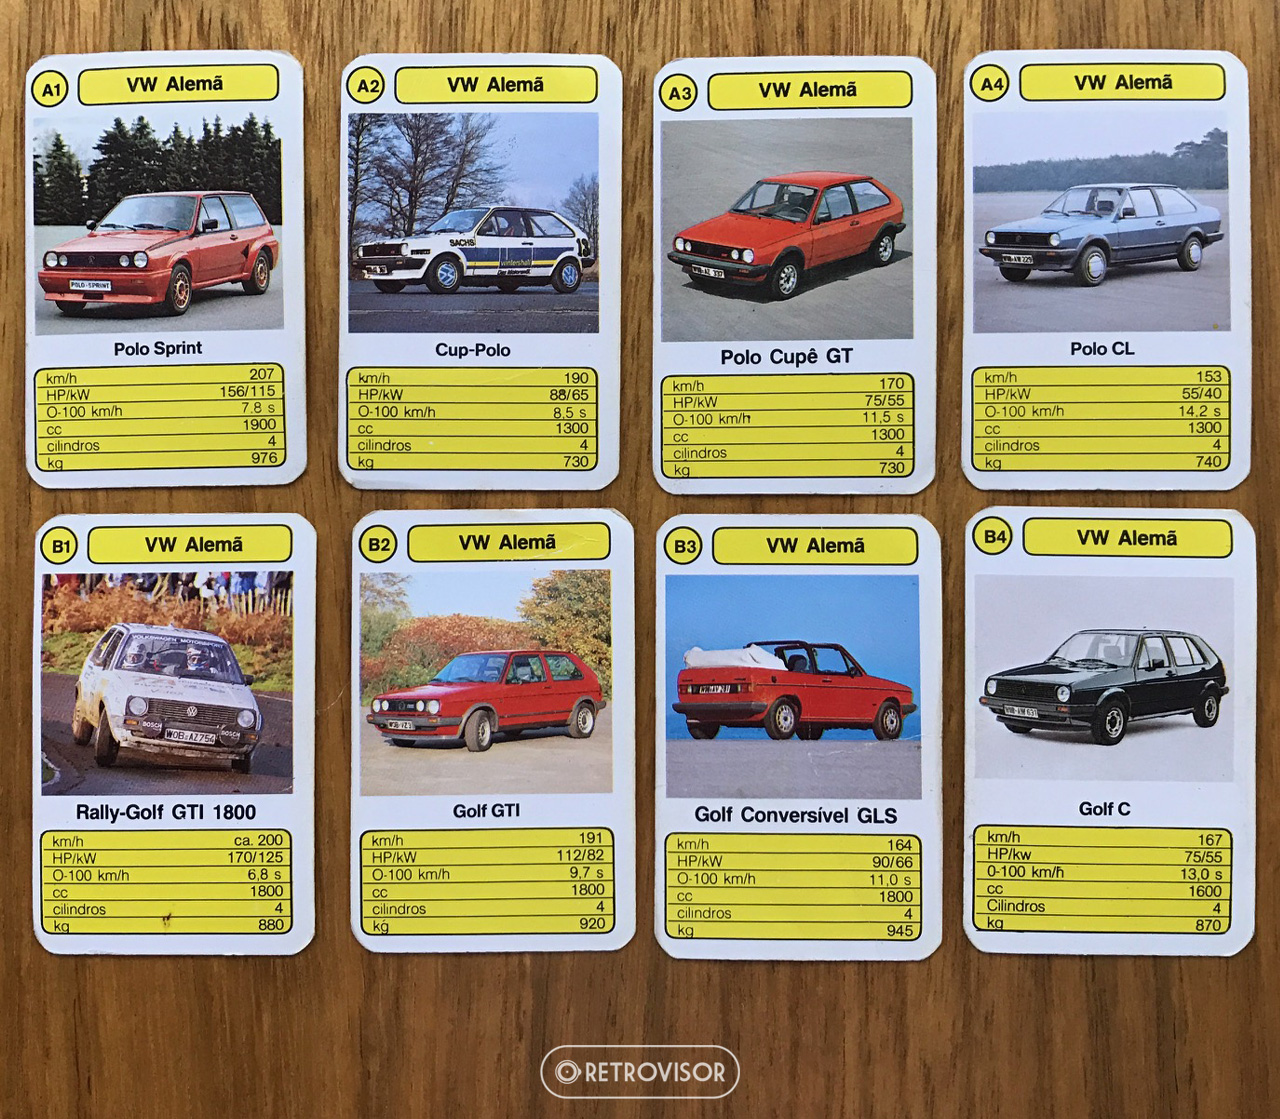 A1 VW Alemã
POLO-SPRINT
Polo Sprint
km/h 207
HP/kW 156/115
O-100 km/h 7.8 s
cc 1900
cilindros 4
kg 976
A2 VW Alemã
SACHS
wintershall
Polo
Cup-Polo
km/h 190
HP/kW 88/65
O-100 km/h 8,5 s
cc 1300
cilindros 4
kg 730
A3 VW Alemã
Polo Cupê GT
km/h 170
HP/kW 75/55
O-100 km/h 11,5 s
cc 1300
cilindros 4
kg 730
A4 VW Alemã
Polo CL
km/h 153
HP/kW 55/40
O-100 km/h 14,2 s
cc 1300
cilindros 4
kg 740
B1 VW Alemã
VOLKSWAGEN MOTORSPORT
BOSCH
BOSCH
WOB AZ754
Rally-Golf GTI 1800
km/h ca. 200
HP/kW 170/125
O-100 km/h 6,8 s
cc 1800
cilindros 4
kg 880
B2 VW Alemã
Golf GTI
km/h 191
HP/kW 112/82
O-100 km/h 9,7 s
cc 1800
cilindros 4
kg 920
B3 VW Alemã
Golf Conversível GLS
km/h 164
HP/kW 90/66
O-100 km/h 11,0 s
cc 1800
cilindros 4
kg 945
B4 VW Alemã
Golf C
km/h 167
HP/kw 75/55
0-100 km/h 13,0 s
cc 1600
Cilindros 4
kg 870
RETROVISOR